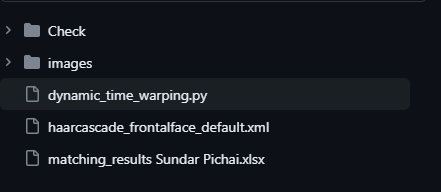 Check
images
dynamic_time_warping.py
haarcascade_frontalface_default.xml
matching_results Sundar Pichai.xlsx